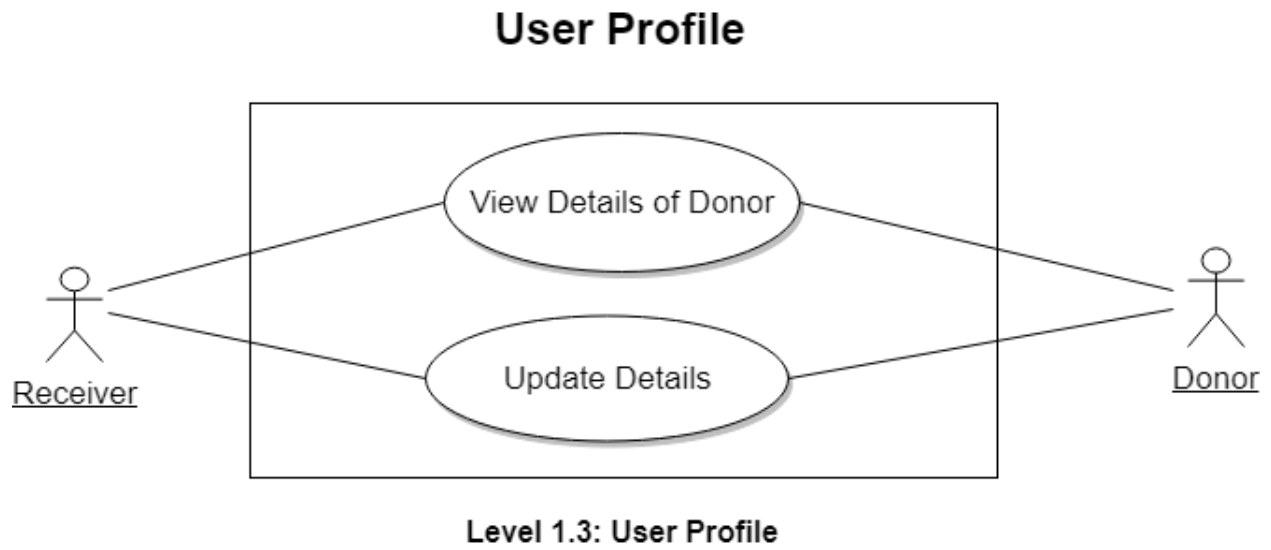 User Profile
View Details of Donor
Update Details
Receiver
Donor
Level 1.3: User Profile